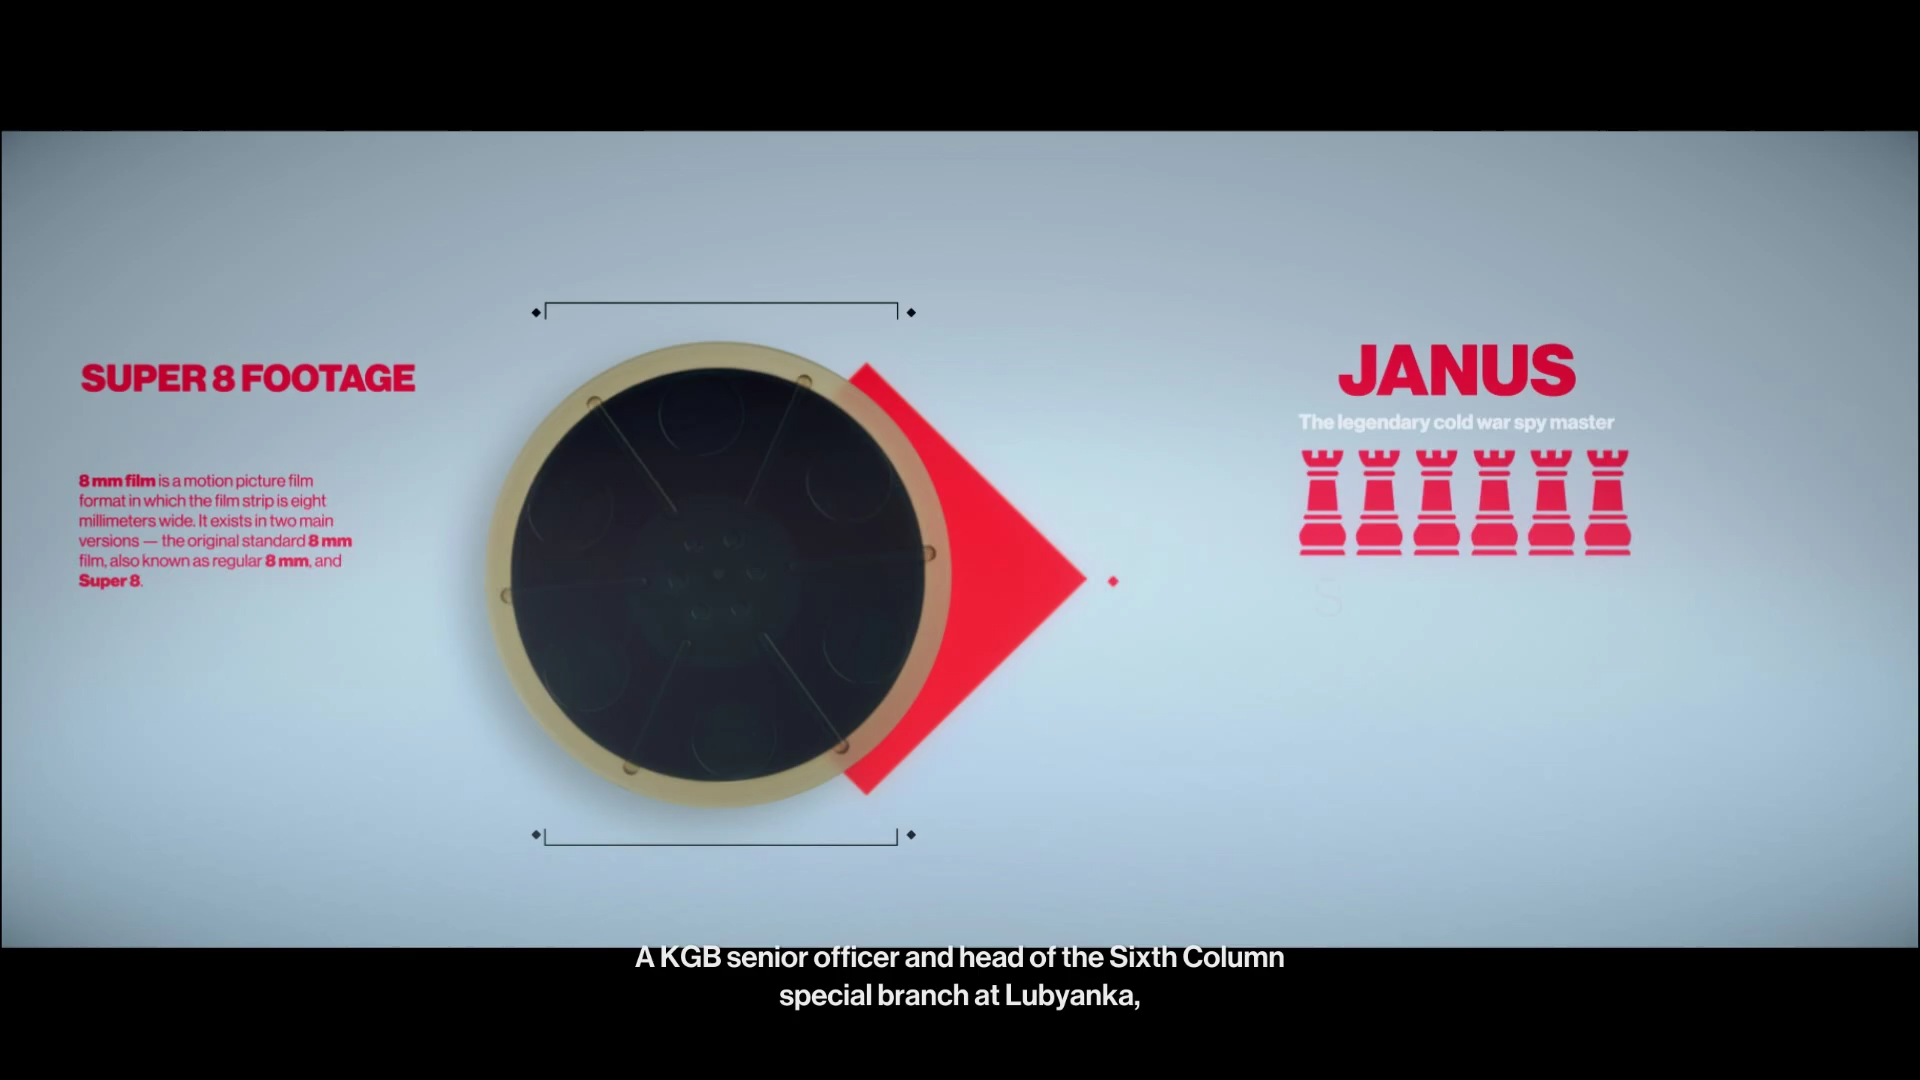 SUPER 8 FOOTAGE
8 mm film is a motion picture film
format in which the film strip is eight
millimeters wide. It exists in two main
versions — the original standard 8 mm
film, also known as regular 8 mm, and
Super 8.
JANUS
The legendary cold war spy master
S
A KGB senior officer and head of the Sixth Column
special branch at Lubyanka,